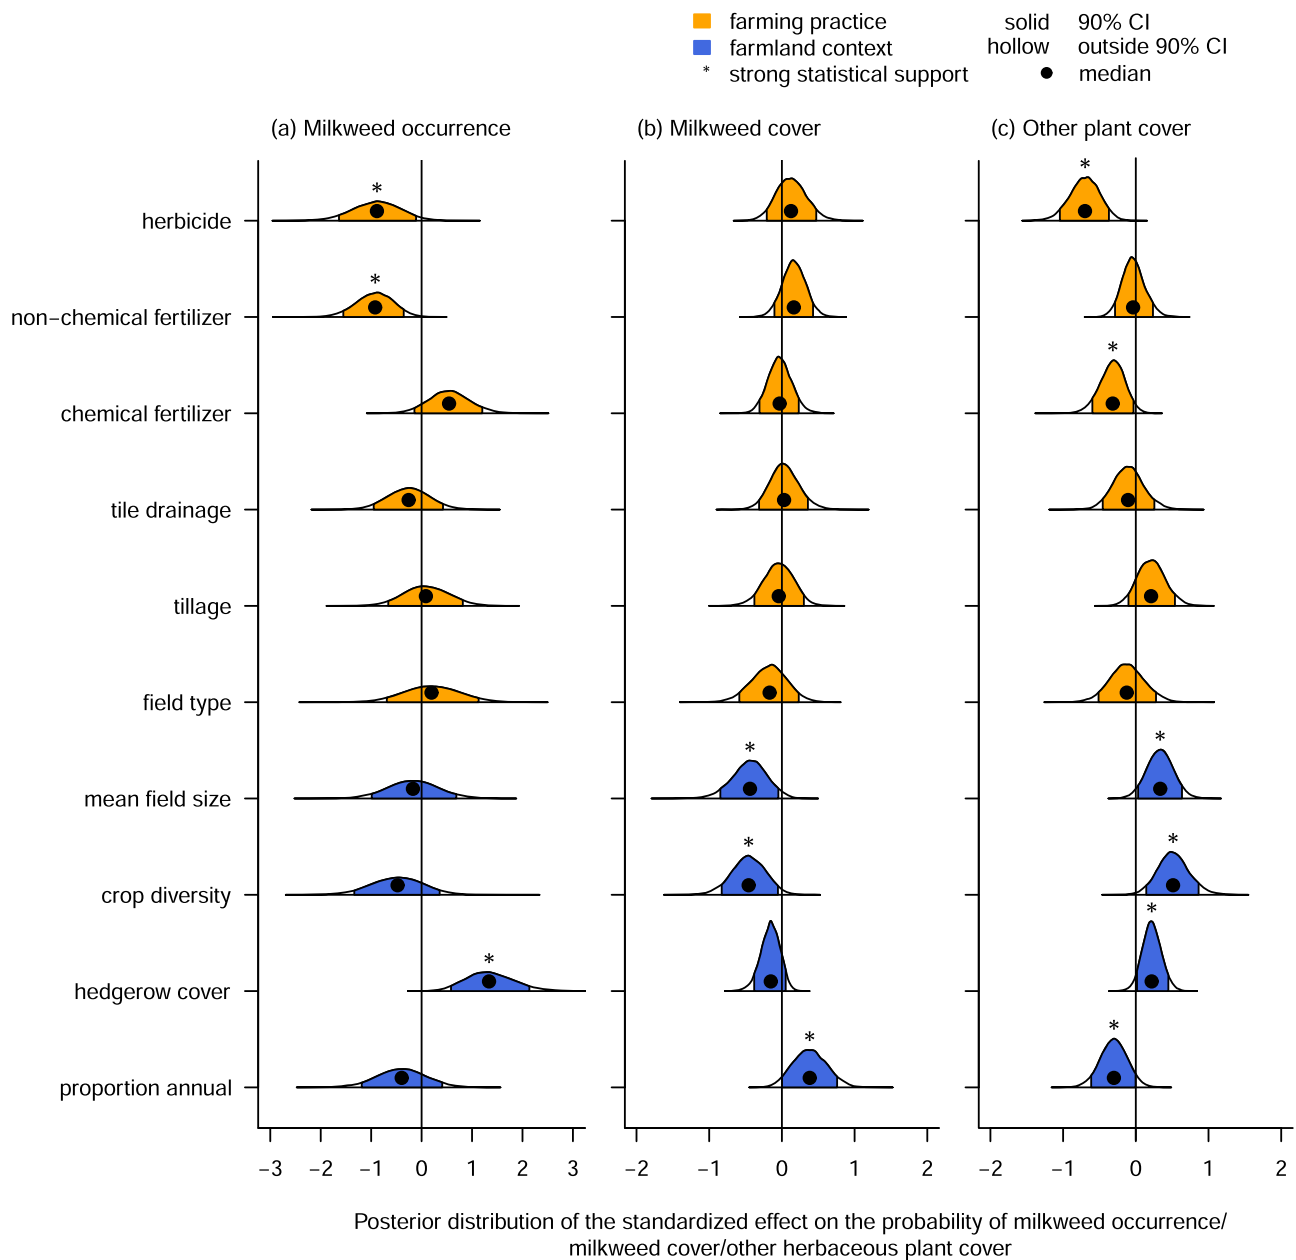 farming practice
farmland context
* strong statistical support
solid 90% CI
hollow outside 90% CI
median
(a) Milkweed occurrence
(b) Milkweed cover
(c) Other plant cover
herbicide
* *
non−chemical fertilizer
*
chemical fertilizer
*
tile drainage
tillage
field type
mean field size
* *
crop diversity
* *
hedgerow cover
* *
proportion annual
* *
−3 −2 −1 0 1 2 3
−2 −1 0 1 2
−2 −1 0 1 2
Posterior distribution of the standardized effect on the probability of milkweed occurrence/
milkweed cover/other herbaceous plant cover